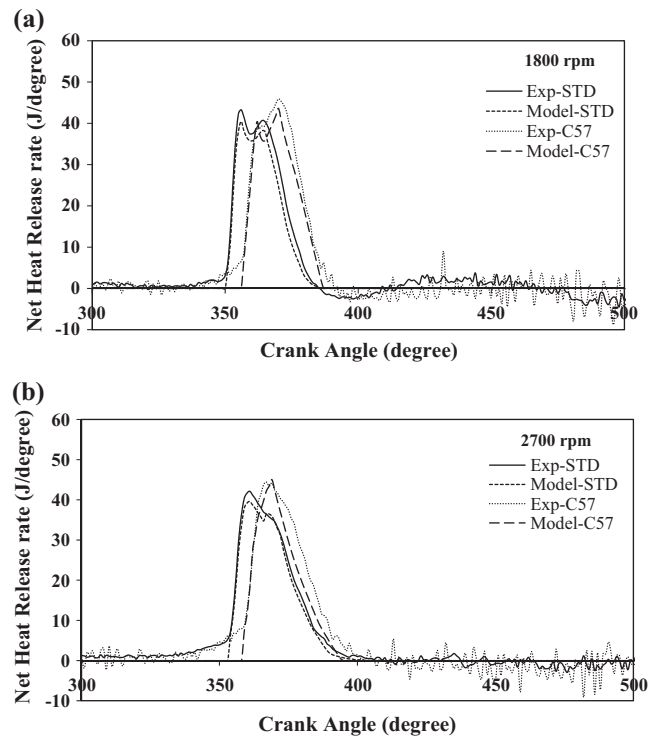 (a)
60
50
40
30
20
10
0
-10
Net Heat Release rate (J/degree)
1800 rpm
Exp-STD
Model-STD
Exp-C57
Model-C57
300 350 400 450 500
Crank Angle (degree)
(b)
60
50
40
30
20
10
0
-10
Net Heat Release rate (J/degree)
2700 rpm
Exp-STD
Model-STD
Exp-C57
Model-C57
300 350 400 450 500
Crank Angle (degree)